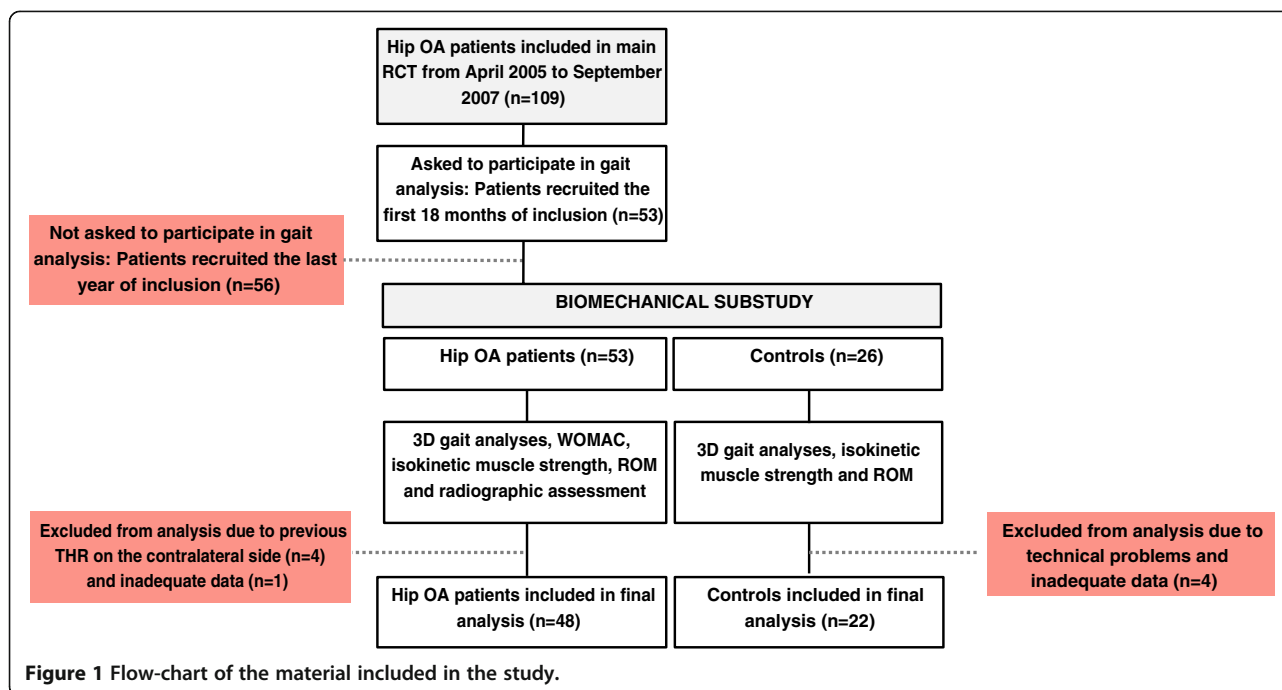 Hip OA patients included in main
RCT from April 2005 to September
2007 (n=109)
Asked to participate in gait
analysis: Patients recruited the
first 18 months of inclusion (n=53)
Not asked to participate in gait
analysis: Patients recruited the last
year of inclusion (n=56)
BIOMECHANICAL SUBSTUDY
Hip OA patients (n=53)
Controls (n=26)
3D gait analyses, WOMAC,
isokinetic muscle strength, ROM
and radiographic assessment
3D gait analyses, isokinetic
muscle strength and ROM
Excluded from analysis due to previous
THR on the contralateral side (n=4)
and inadequate data (n=1)
Excluded from analysis due to
technical problems and
inadequate data (n=4)
Hip OA patients included in final
analysis (n=48)
Controls included in final
analysis (n=22)
Figure 1 Flow-chart of the material included in the study.